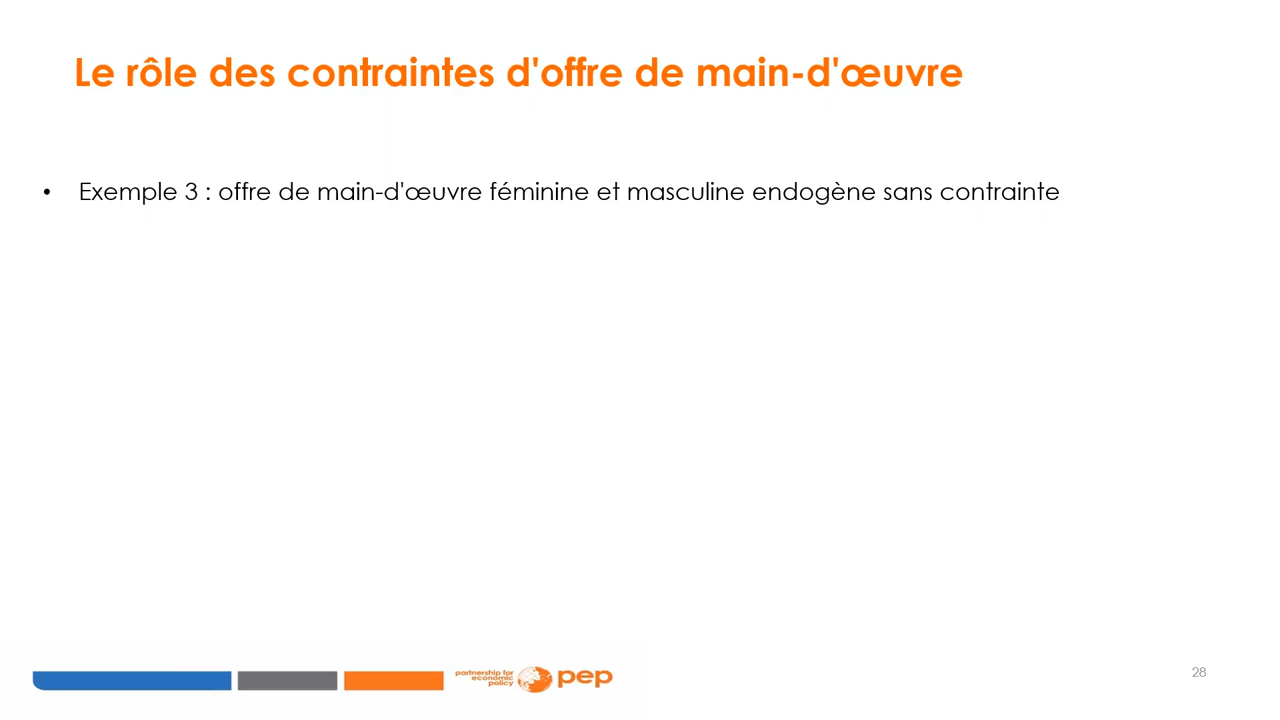 Le rôle des contraintes d'offre de main-d'œuvre
• Exemple 3 : offre de main-d'œuvre féminine et masculine endogène sans contrainte
partnership for
economic
policy
pep
28